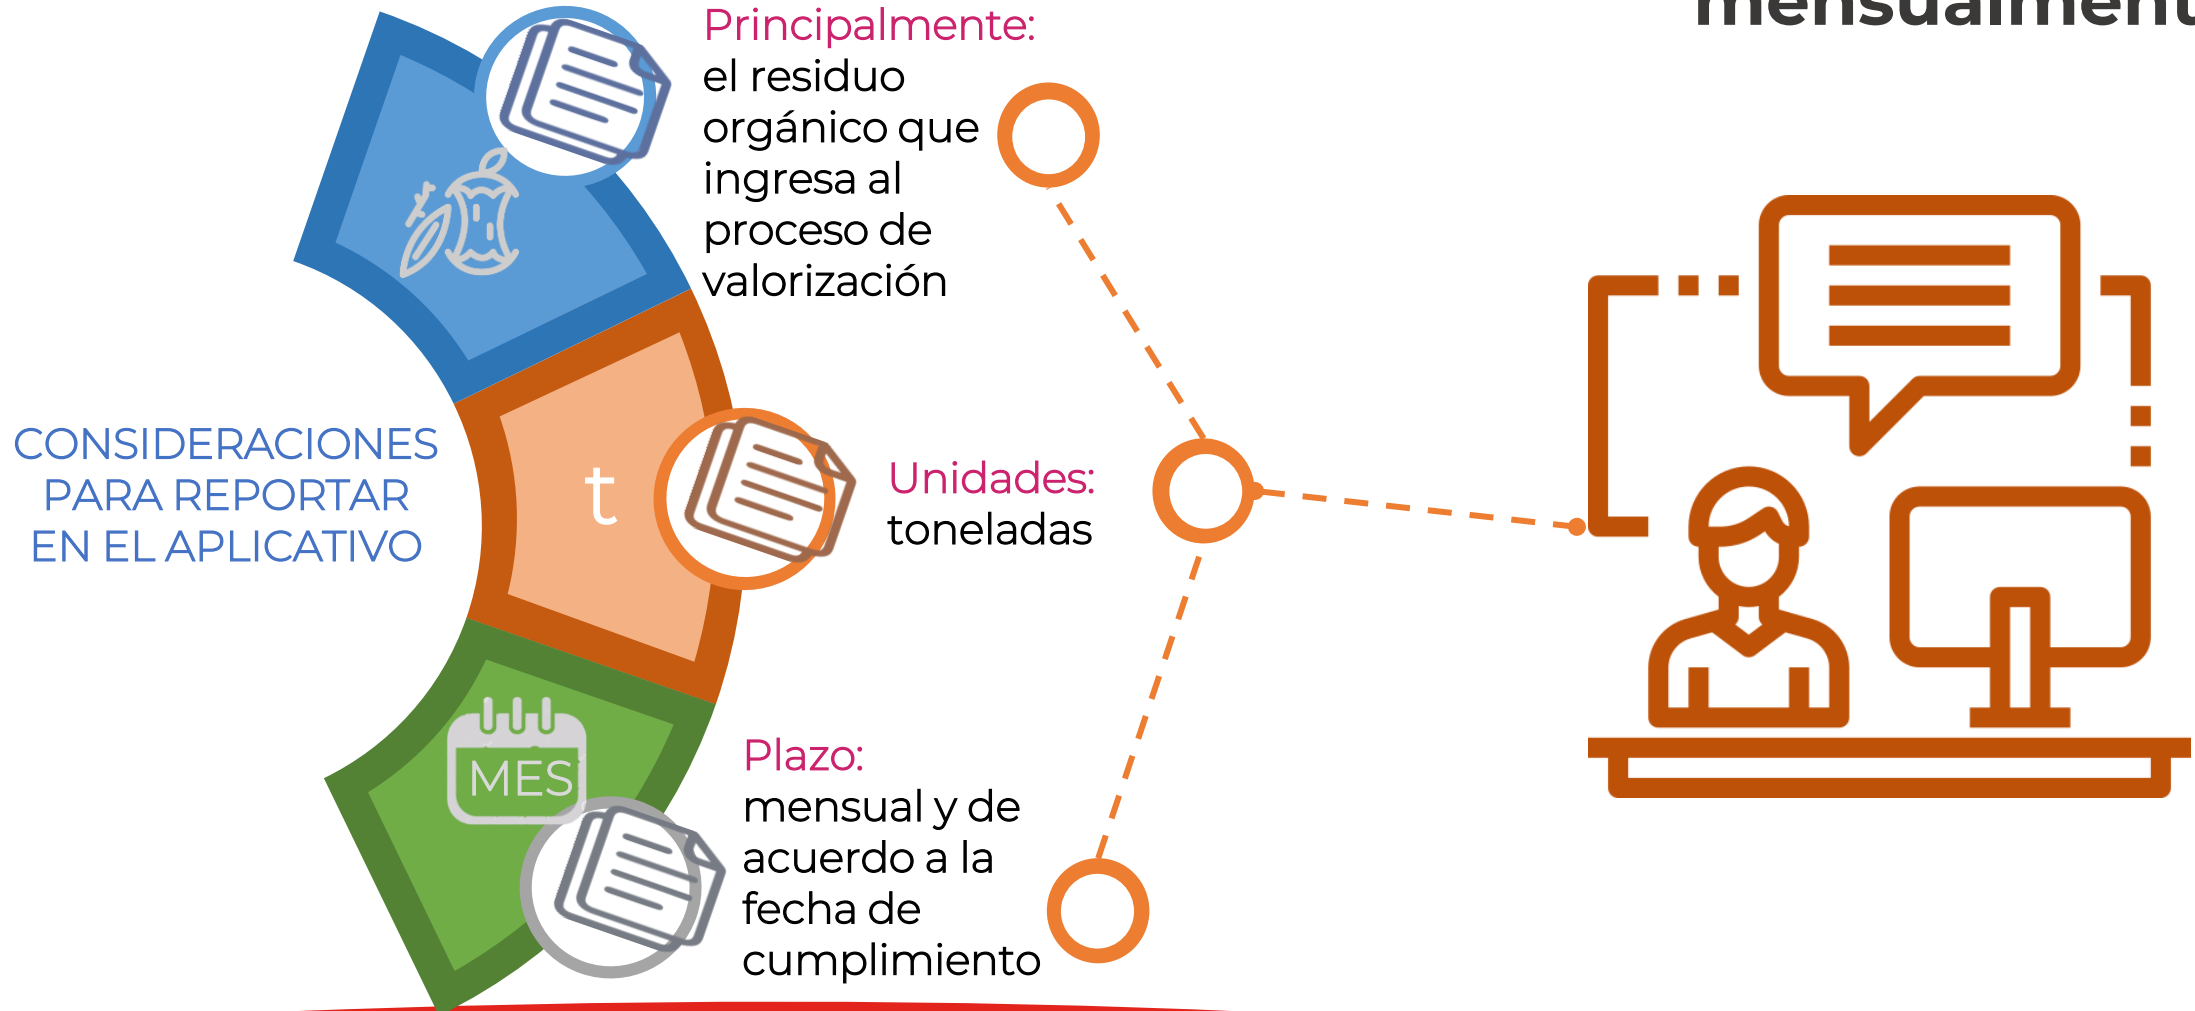 mensualment
Principalmente:
el residuo
orgánico que
ingresa al
proceso de
valorización
CONSIDERACIONES
PARA REPORTAR
EN EL APLICATIVO
t
Unidades:
toneladas
MES
Plazo:
mensual y de
acuerdo a la
fecha de
cumplimiento